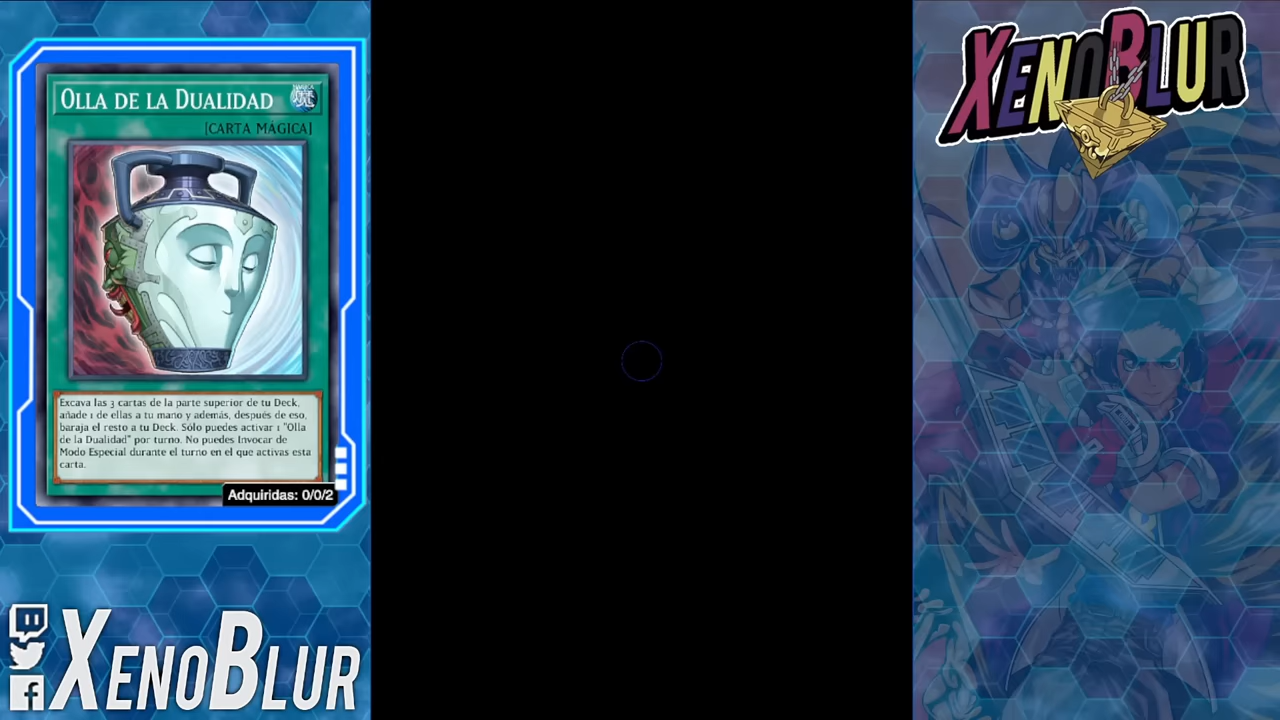 OLLA DE LA DUALIDAD
[CARTA MÁGICA]
Excava las 3 cartas de la parte superior de tu Deck,
añade 1 de ellas a tu mano y además, después de eso,
baraja el resto a tu Deck. Sólo puedes activar 1 "Olla
de la Dualidad" por turno. No puedes Invocar de
Modo Especial durante el turno en el que activas esta
carta.
Adquiridas: 0/0/2
XENOBLUR
XENOBLUR